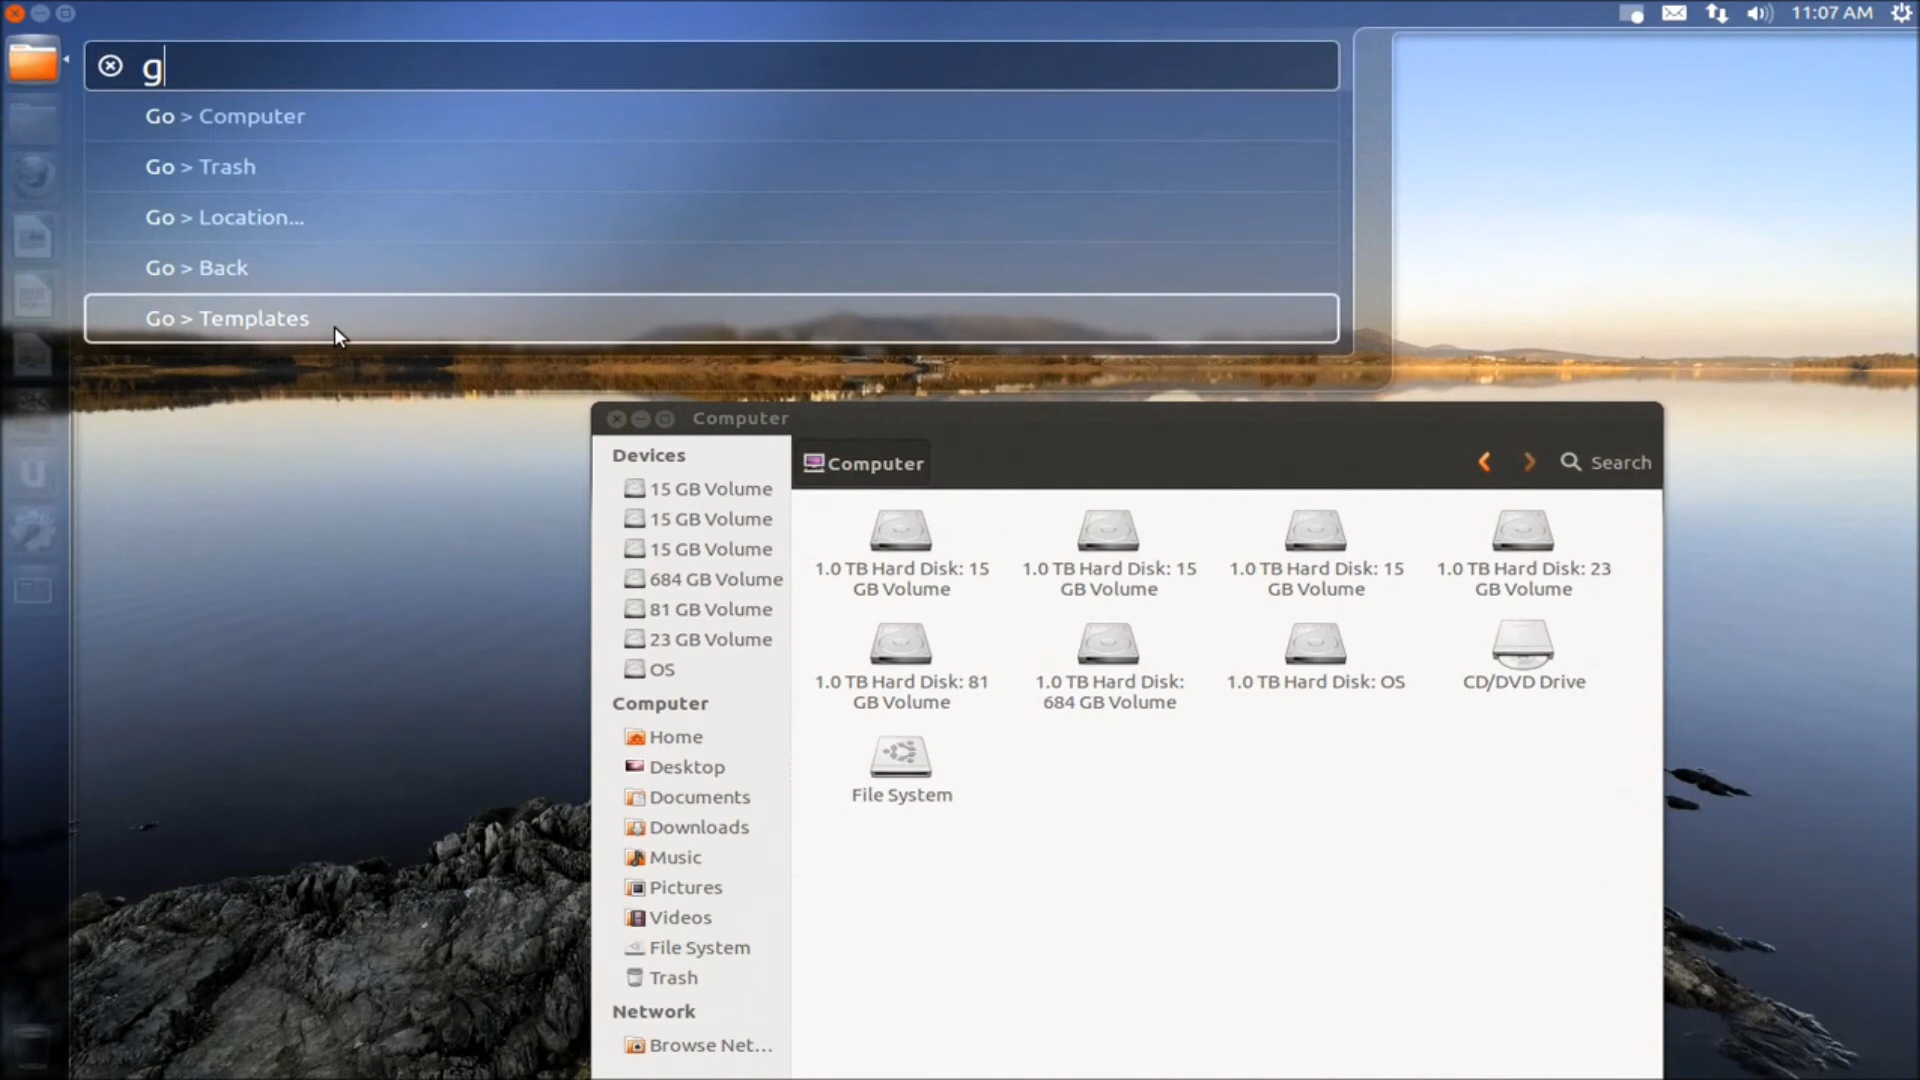 11:07 AM
g
Go > Computer
Go > Trash
Go > Location...
Go > Back
Go > Templates
Computer
Devices
15 GB Volume
15 GB Volume
15 GB Volume
684 GB Volume
81 GB Volume
23 GB Volume
OS
Computer
Home
Desktop
Documents
Downloads
Music
Pictures
Videos
File System
Trash
Network
Browse Net...
Computer
Search
1.0 TB Hard Disk: 15
GB Volume
1.0 TB Hard Disk: 15
GB Volume
1.0 TB Hard Disk: 15
GB Volume
1.0 TB Hard Disk: 23
GB Volume
1.0 TB Hard Disk: 81
GB Volume
1.0 TB Hard Disk:
684 GB Volume
1.0 TB Hard Disk: OS
CD/DVD Drive
File System